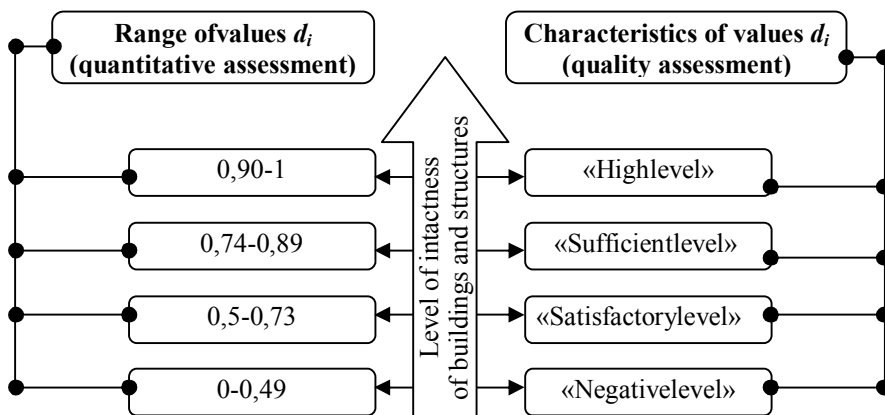 Range ofvalues d_i
(quantitative assessment)
Characteristics of values d_i
(quality assessment)
Level of intactness
of buildings and structures
0,90-1
«Highlevel»
0,74-0,89
«Sufficientlevel»
0,5-0,73
«Satisfactorylevel»
0-0,49
«Negativelevel»